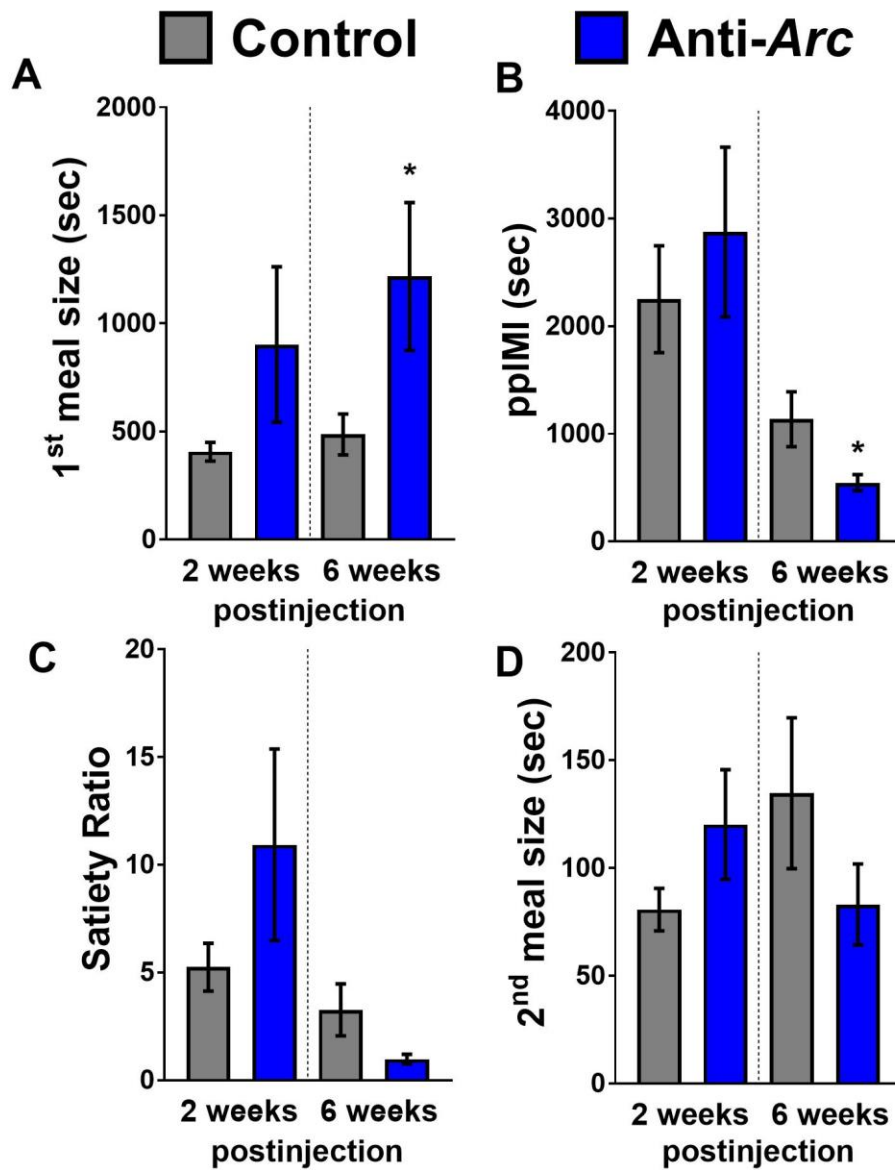 Control
Anti-Arc
A
1st meal size (sec)
2000
1500
1000
500
0
*
2 weeks
6 weeks
postinjection
B
ppIMI (sec)
4000
3000
2000
1000
0
*
2 weeks
6 weeks
postinjection
C
Satiety Ratio
20
15
10
5
0
2 weeks
6 weeks
postinjection
D
2nd meal size (sec)
200
150
100
50
0
2 weeks
6 weeks
postinjection